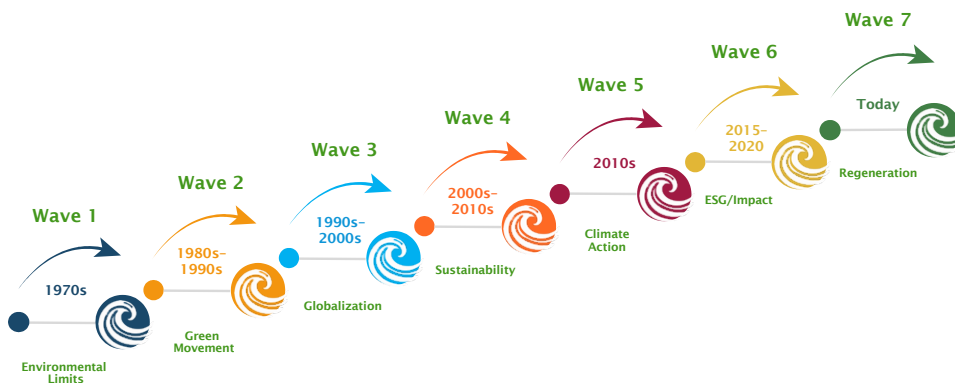 Wave 1
1970s
Environmental
Limits
Wave 2
1980s–
1990s
Green
Movement
Wave 3
1990s–
2000s
Globalization
Wave 4
2000s–
2010s
Sustainability
Wave 5
2010s
Climate
Action
Wave 6
2015–
2020
ESG/Impact
Wave 7
Today
Regeneration